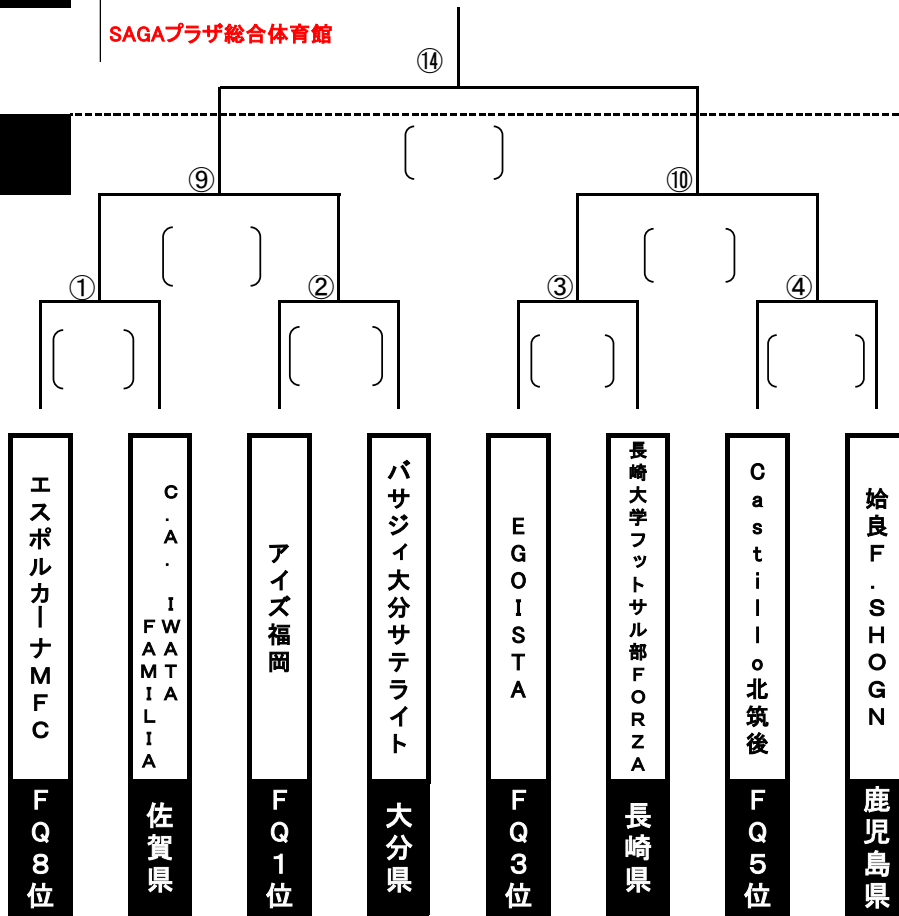 SAGAプラザ総合体育館
⑭
⑨
⑩
①
②
③
④
エスポルカーナMFC
C.A.IWATA
FAMILIA
アイズ福岡
バサジィ大分サテライト
EGOISTA
長崎大学フットサル部FORZA
Castillo北筑後
姶良F.SHOGN
FQ8位
佐賀県
FQ1位
大分県
FQ3位
長崎県
FQ5位
鹿児島県